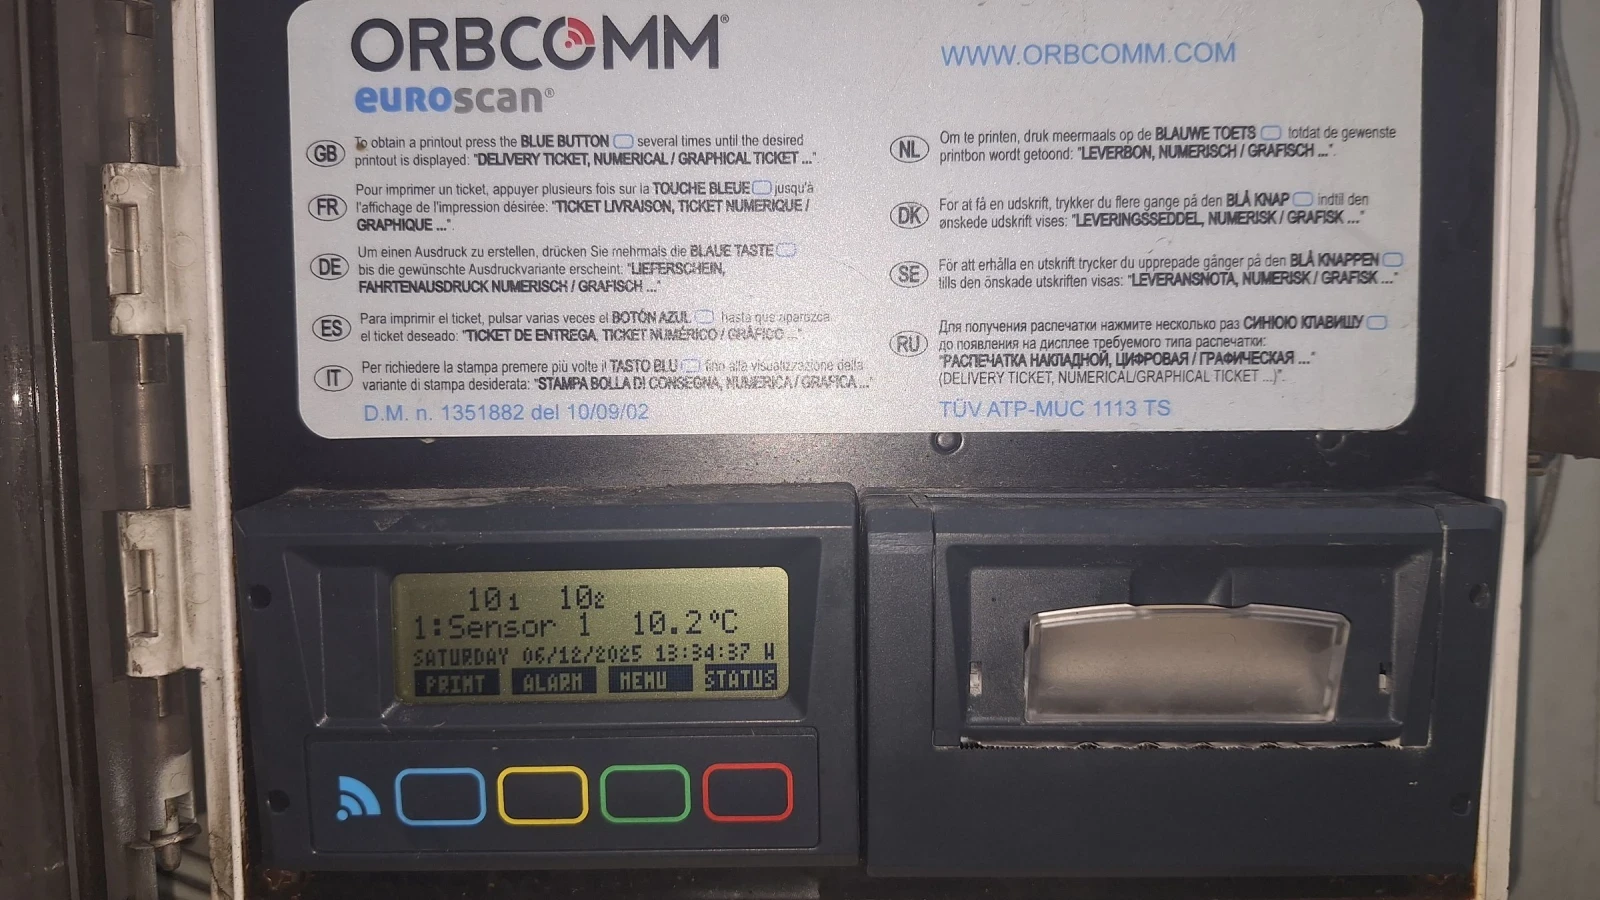 ORBCOMM®
euroscan®
WWW.ORBCOMM.COM
GB
To obtain a printout press the BLUE BUTTON several times until the desired
printout is displayed: "DELIVERY TICKET, NUMERICAL / GRAPHICAL TICKET ...".
FR
Pour imprimer un ticket, appuyer plusieurs fois sur la TOUCHE BLEUE jusqu'à
l'affichage de l'impression désirée: "TICKET LIVRAISON, TICKET NUMERIQUE /
GRAPHIQUE ...".
DE
Um einen Ausdruck zu erstellen, drücken Sie mehrmals die BLAUE TASTE
bis die gewünschte Ausdruckvariante erscheint: "LIEFERSCHEIN,
FAHRTENAUSDRUCK NUMERISCH / GRAFISCH ..."
ES
Para imprimir el ticket, pulsar varias veces el BOTÓN AZUL hasta que aparezca
el ticket deseado: "TICKET DE ENTREGA, TICKET NUMÉRICO / GRÁFICO ..."
IT
Per richiedere la stampa premere più volte il TASTO BLU fino alla visualizzazione della
variante di stampa desiderata: "STAMPA BOLLA DI CONSEGNA, NUMERICA / GRAFICA ..."
D.M. n. 1351882 del 10/09/02
NL
Om te printen, druk meermaals op de BLAUWE TOETS totdat de gewenste
printbon wordt getoond: "LEVERBON, NUMERISCH / GRAFISCH ...".
DK
For at få en udskrift, trykker du flere gange på den BLÅ KNAP indtil den
ønskede udskrift vises: "LEVERINGSSEDDEL, NUMERISK / GRAFISK ..."
SE
För att erhålla en utskrift trycker du upprepade gånger på den BLÅ KNAPPEN
tills den önskade utskriften visas: "LEVERANSNOTA, NUMERISK / GRAFISK ..."
RU
Для получения распечатки нажмите несколько раз СИНЮЮ КЛАВИШУ
до появления на дисплее требуемого типа распечатки:
"РАСПЕЧАТКА НАКЛАДНОЙ, ЦИФРОВАЯ / ГРАФИЧЕСКАЯ ..."
(DELIVERY TICKET, NUMERICAL/GRAPHICAL TICKET ...)".
TÜV ATP-MUC 1113 TS
10₁ 10₂
1:Sensor 1 10.2°C
SATURDAY 06/12/2025 13:34:37 W
PRINT ALARM MENU STATUS